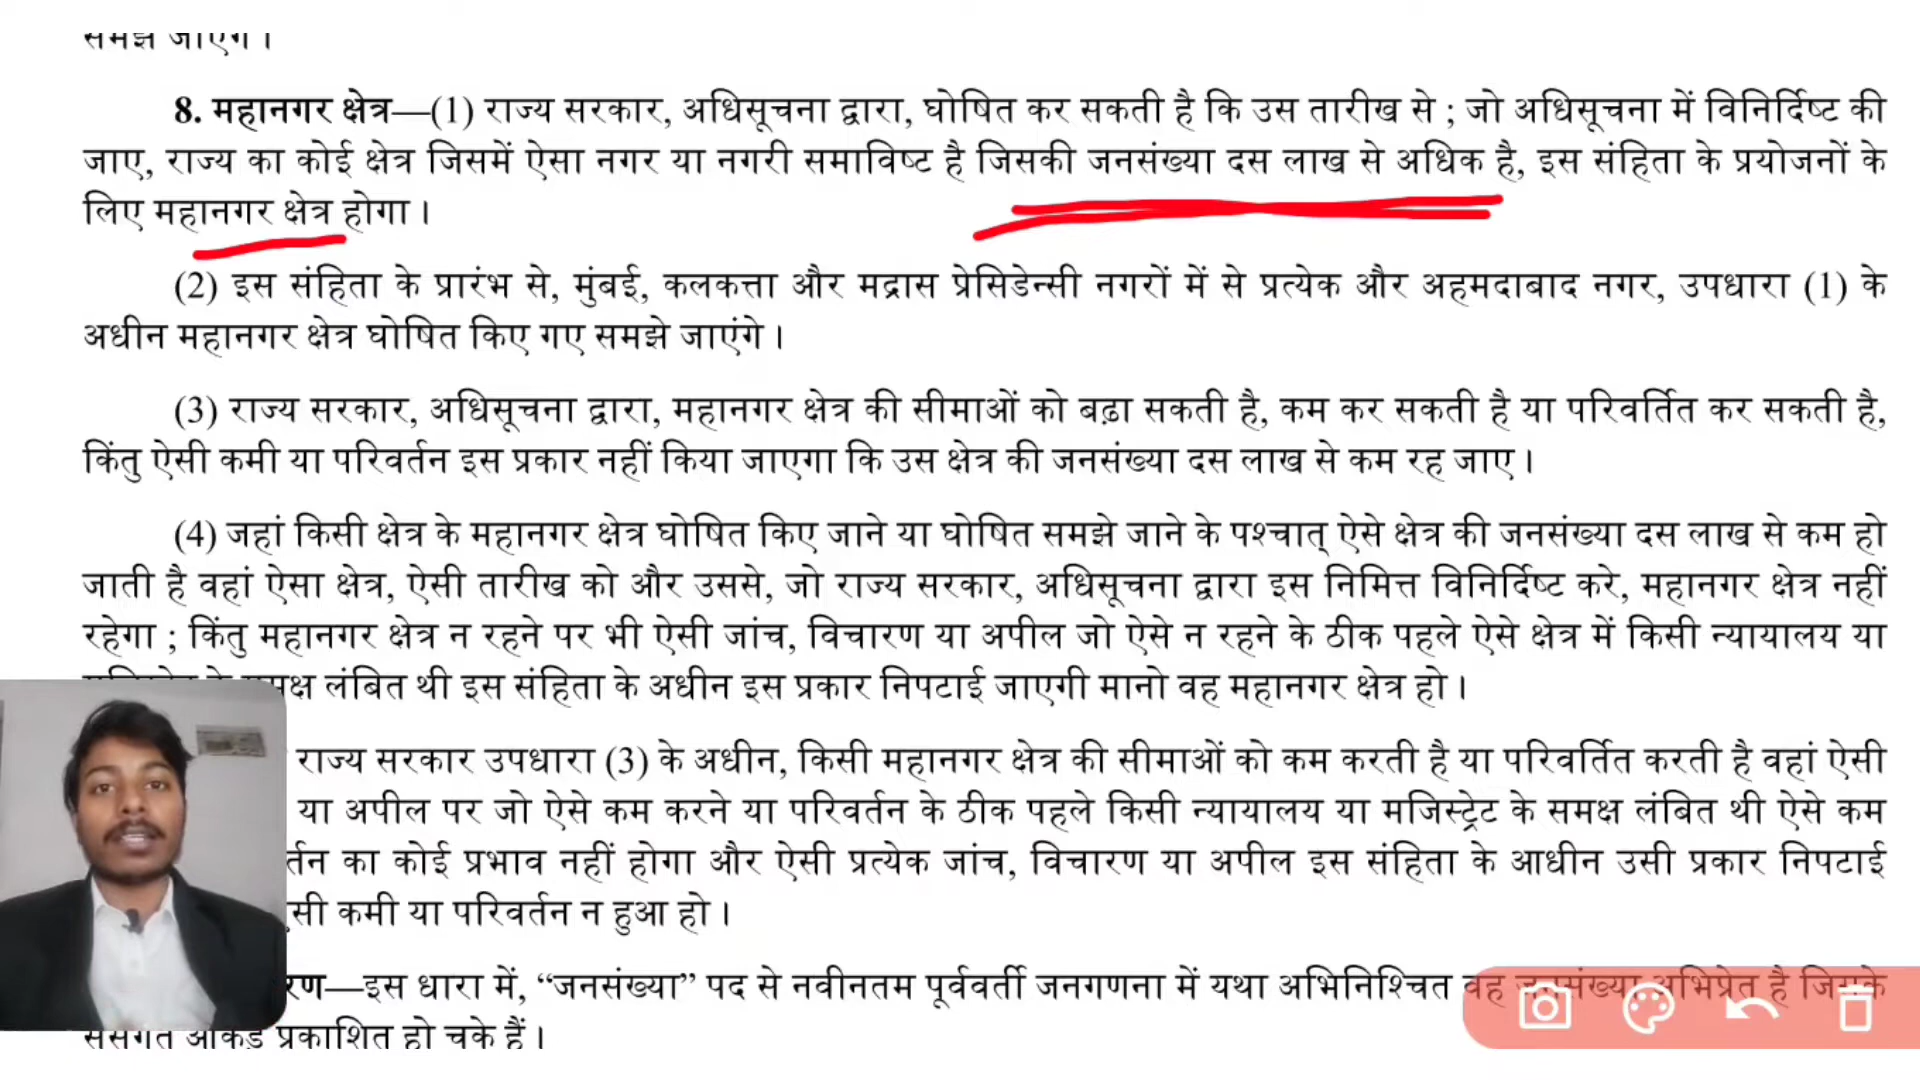 समझे जाएंगे ।
8. महानगर क्षेत्र—(1) राज्य सरकार, अधिसूचना द्वारा, घोषित कर सकती है कि उस तारीख से ; जो अधिसूचना में विनिर्दिष्ट की
जाए, राज्य का कोई क्षेत्र जिसमें ऐसा नगर या नगरी समाविष्ट है जिसकी जनसंख्या दस लाख से अधिक है, इस संहिता के प्रयोजनों के
लिए महानगर क्षेत्र होगा ।
(2) इस संहिता के प्रारंभ से, मुंबई, कलकत्ता और मद्रास प्रेसिडेन्सी नगरों में से प्रत्येक और अहमदाबाद नगर, उपधारा (1) के
अधीन महानगर क्षेत्र घोषित किए गए समझे जाएंगे ।
(3) राज्य सरकार, अधिसूचना द्वारा, महानगर क्षेत्र की सीमाओं को बढ़ा सकती है, कम कर सकती है या परिवर्तित कर सकती है,
किंतु ऐसी कमी या परिवर्तन इस प्रकार नहीं किया जाएगा कि उस क्षेत्र की जनसंख्या दस लाख से कम रह जाए ।
(4) जहां किसी क्षेत्र के महानगर क्षेत्र घोषित किए जाने या घोषित समझे जाने के पश्चात् ऐसे क्षेत्र की जनसंख्या दस लाख से कम हो
जाती है वहां ऐसा क्षेत्र, ऐसी तारीख को और उससे, जो राज्य सरकार, अधिसूचना द्वारा इस निमित्त विनिर्दिष्ट करे, महानगर क्षेत्र नहीं
रहेगा ; किंतु महानगर क्षेत्र न रहने पर भी ऐसी जांच, विचारण या अपील जो ऐसे न रहने के ठीक पहले ऐसे क्षेत्र में किसी न्यायालय या
लंबित थी इस संहिता के अधीन इस प्रकार निपटाई जाएगी मानो वह महानगर क्षेत्र हो ।
राज्य सरकार उपधारा (3) के अधीन, किसी महानगर क्षेत्र की सीमाओं को कम करती है या परिवर्तित करती है वहां ऐसी
या अपील पर जो ऐसे कम करने या परिवर्तन के ठीक पहले किसी न्यायालय या मजिस्ट्रेट के समक्ष लंबित थी ऐसे कम
का कोई प्रभाव नहीं होगा और ऐसी प्रत्येक जांच, विचारण या अपील इस संहिता के आधीन उसी प्रकार निपटाई
कमी या परिवर्तन न हुआ हो ।
—इस धारा में, “जनसंख्या” पद से नवीनतम पूर्ववर्ती जनगणना में यथा अभिनिश्चित वह जनसंख्या अभिप्रेत है जिसके
प्रकाशित हो चुके हैं ।